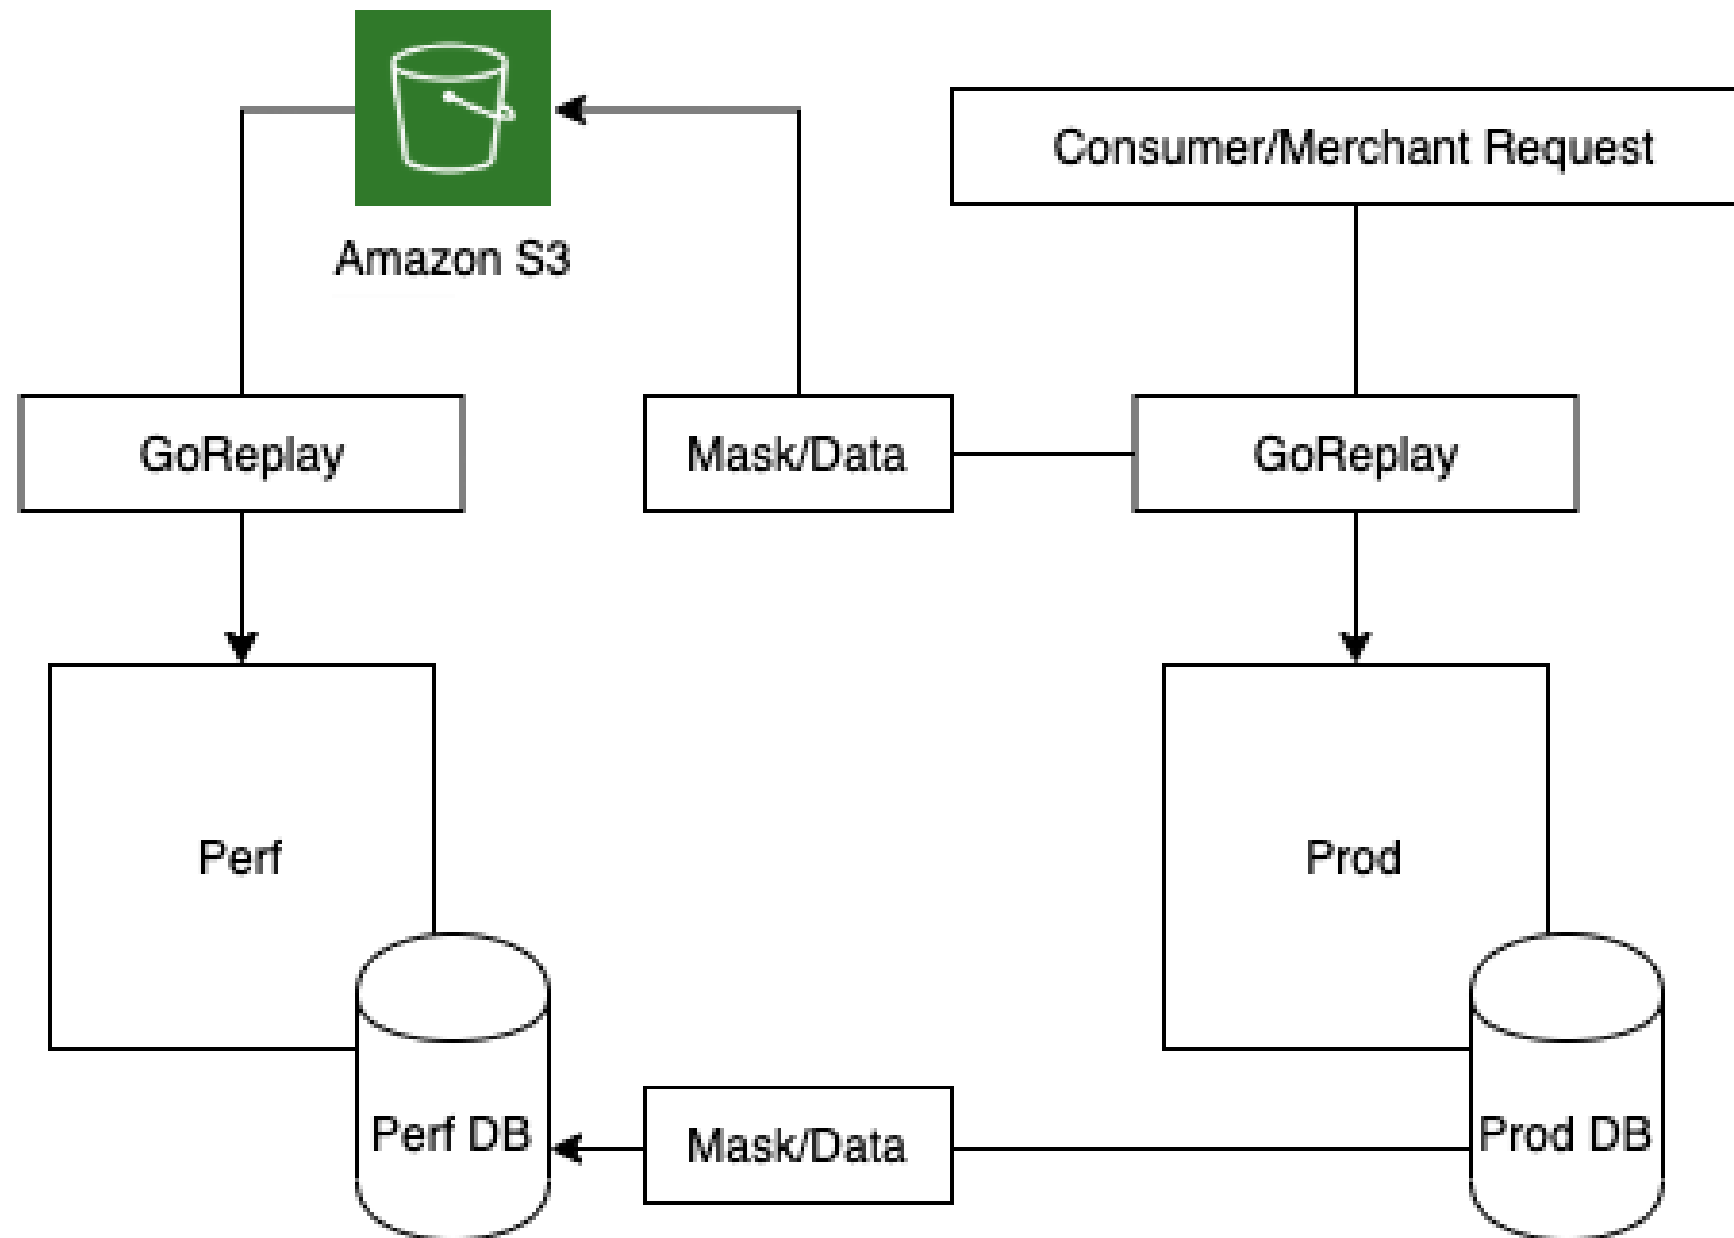 Consumer/Merchant Request
Amazon S3
GoReplay
Mask/Data
GoReplay
Perf
Prod
Perf DB
Mask/Data
Prod DB